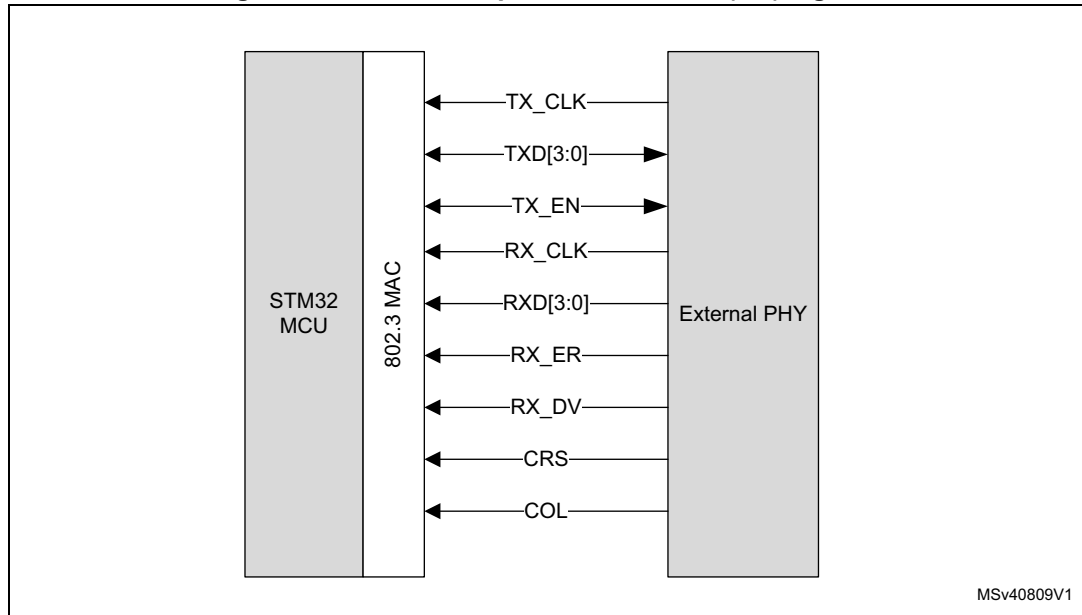 TX_CLK
TXD[3:0]
TX_EN
RX_CLK
RXD[3:0]
RX_ER
RX_DV
CRS
COL
STM32
MCU
802.3 MAC
External PHY
MSv40809V1